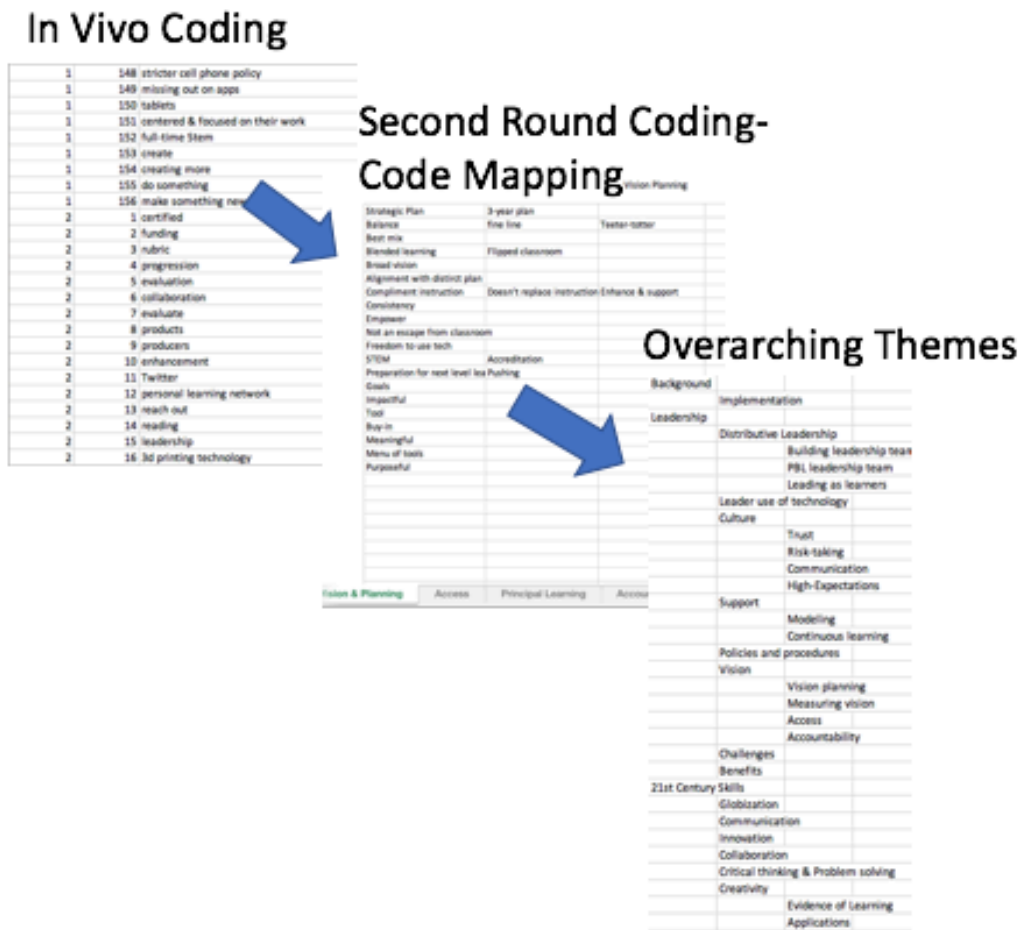 In Vivo Coding
1 148 stricter cell phone policy
1 149 missing out on apps
1 150 tablets
1 151 centered & focused on their work
1 152 full-time Stem
1 153 create
1 154 creating more
1 155 do something
1 156 make something new
2 1 certified
2 2 funding
2 3 rubric
2 4 progression
2 5 evaluation
2 6 collaboration
2 7 evaluate
2 8 products
2 9 producers
2 10 enhancement
2 11 Twitter
2 12 personal learning network
2 13 reach out
2 14 reading
2 15 leadership
2 16 3d printing technology
Second Round Coding-
Code Mapping
Vision Planning
Strategic Plan 3-year plan
Balance fine line Teeter-totter
Best mix
Blended learning Flipped classroom
Broad vision
Alignment with distinct plan
Compliment instruction Doesn't replace instruction Enhance & support
Consistency
Empower
Not an escape from classroom
Freedom to use tech
STEM Accreditation
Preparation for next level lea Pushing
Goals
Impactful
Tool
Buy-in
Meaningful
Menu of tools
Purposeful
ision & Planning Access Principal Learning Accou
Overarching Themes
Background
Implementation
Leadership
Distributive Leadership
Building leadership team
PBL leadership team
Leading as learners
Leader use of technology
Culture
Trust
Risk-taking
Communication
High-Expectations
Support
Modeling
Continuous learning
Policies and procedures
Vision
Vision planning
Measuring vision
Access
Accountability
Challenges
Benefits
21st Century Skills
Globization
Communication
Innovation
Collaboration
Critical thinking & Problem solving
Creativity
Evidence of Learning
Applications